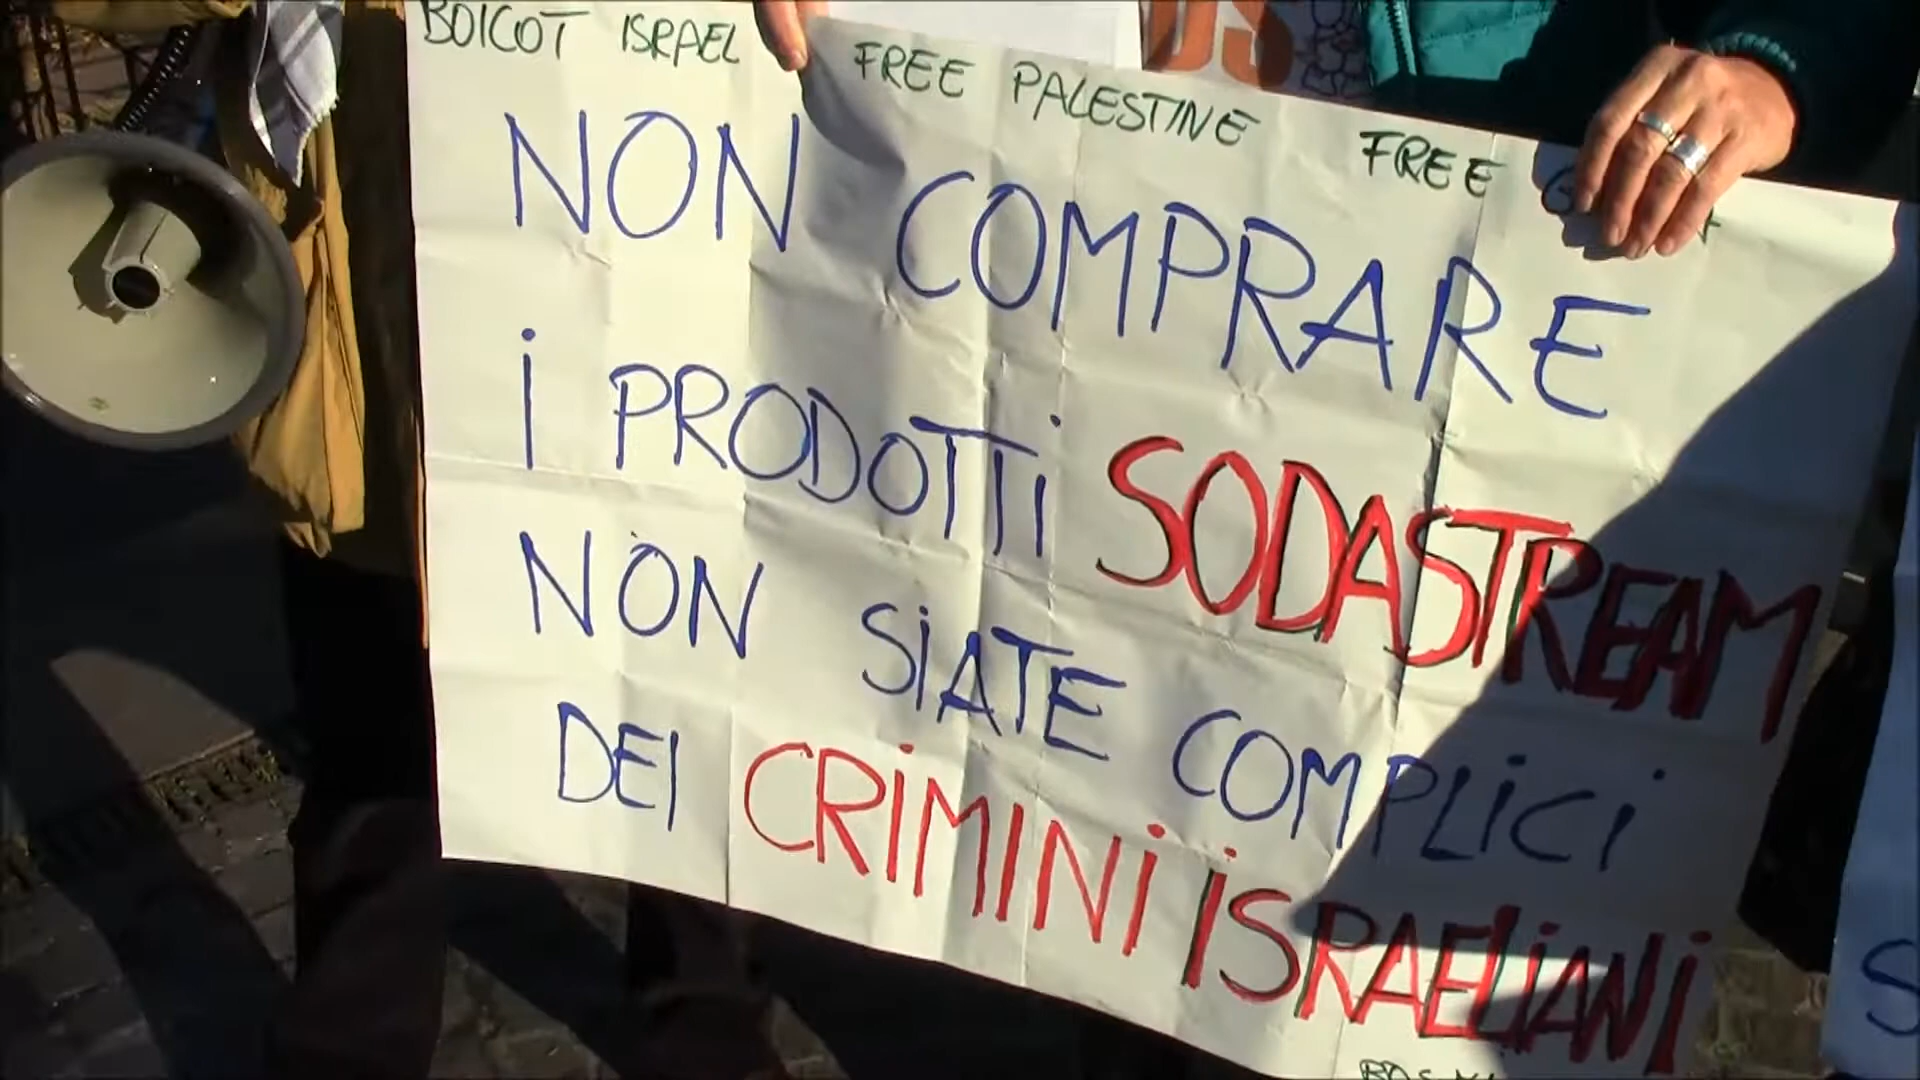 BOICOT ISRAEL FREE PALESTINE FREE
NON COMPRARE
i PRODOTTi SODASTREAM
NON SiATE COMPLiCi
DEI CRiMINi iSRAELiANi